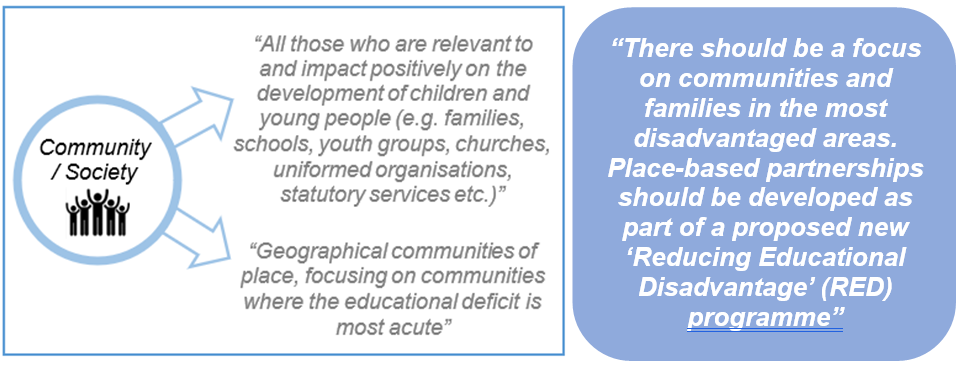 Community
/ Society
“All those who are relevant to
and impact positively on the
development of children and
young people (e.g. families,
schools, youth groups, churches,
uniformed organisations,
statutory services etc.)”
“Geographical communities of
place, focusing on communities
where the educational deficit is
most acute”
“There should be a focus
on communities and
families in the most
disadvantaged areas.
Place-based partnerships
should be developed as
part of a proposed new
‘Reducing Educational
Disadvantage’ (RED)
programme”